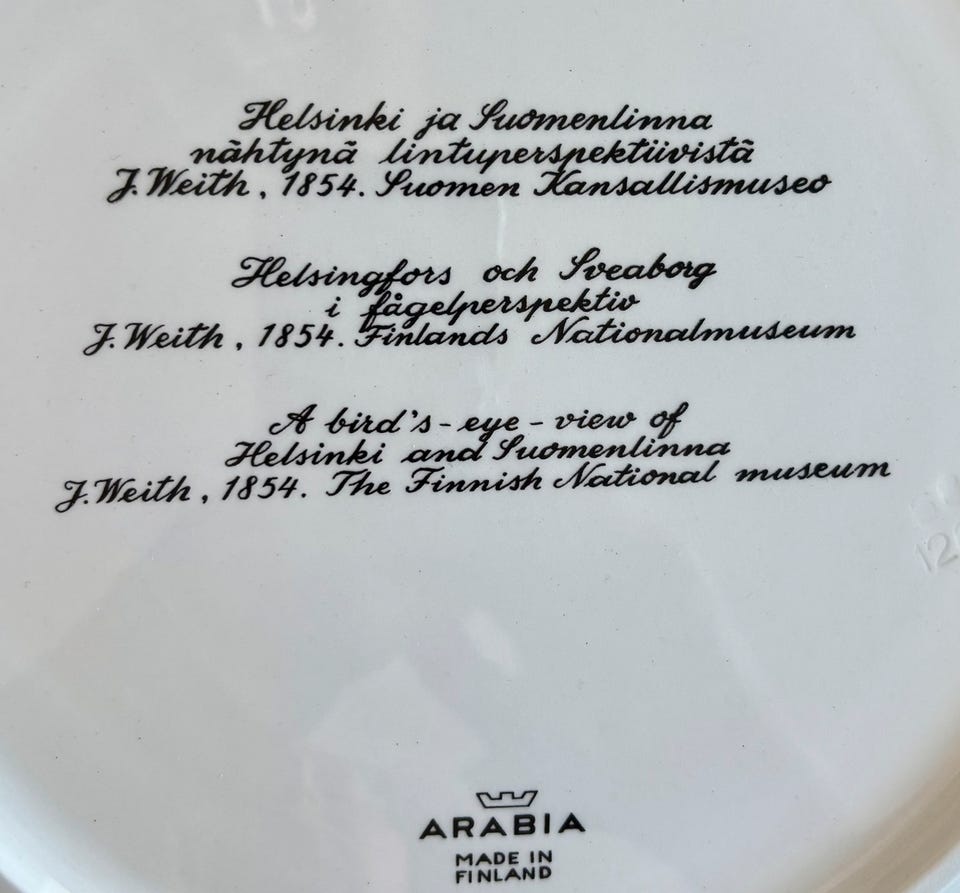 Helsinki ja Suomenlinna
nähtynä lintuperspektiivistä
J. Weith, 1854. Suomen Kansallismuseo
Helsingfors och Sveaborg
i fågelperspektiv
J. Weith, 1854. Finlands Nationalmuseum
A bird's-eye-view of
Helsinki and Suomenlinna
J. Weith, 1854. The Finnish National museum
ARABIA
MADE IN
FINLAND